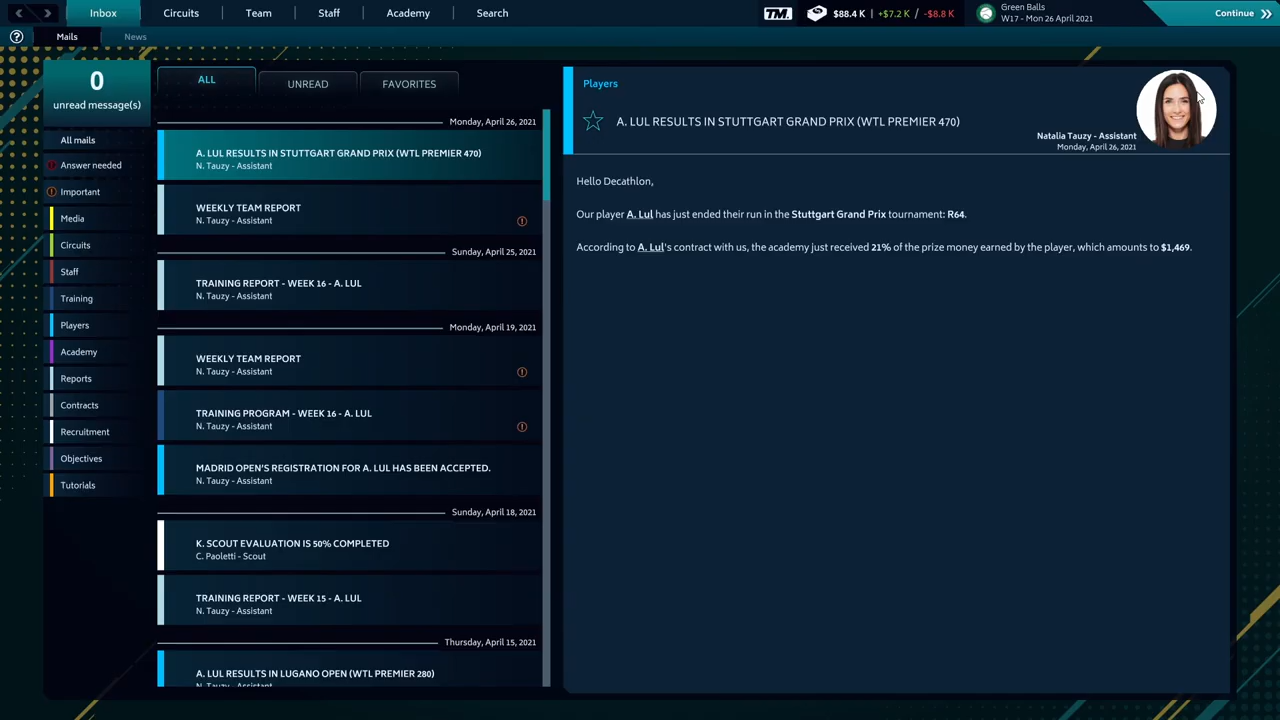 Inbox Circuits Team Staff Academy Search
TM. $88.4 K +$7.2 K / -$8.8 K
Green Balls
W17 - Mon 26 April 2021
Continue
? Mails News
0
unread message(s)
All mails
Answer needed
Important
Media
Circuits
Staff
Training
Players
Academy
Reports
Contracts
Recruitment
Objectives
Tutorials
ALL UNREAD FAVORITES
Monday, April 26, 2021
A. LUL RESULTS IN STUTTGART GRAND PRIX (WTL PREMIER 470)
N. Tauzy - Assistant
WEEKLY TEAM REPORT
N. Tauzy - Assistant
Sunday, April 25, 2021
TRAINING REPORT - WEEK 16 - A. LUL
N. Tauzy - Assistant
Monday, April 19, 2021
WEEKLY TEAM REPORT
N. Tauzy - Assistant
TRAINING PROGRAM - WEEK 16 - A. LUL
N. Tauzy - Assistant
MADRID OPEN'S REGISTRATION FOR A. LUL HAS BEEN ACCEPTED.
N. Tauzy - Assistant
Sunday, April 18, 2021
K. SCOUT EVALUATION IS 50% COMPLETED
C. Paoletti - Scout
TRAINING REPORT - WEEK 15 - A. LUL
N. Tauzy - Assistant
Thursday, April 15, 2021
A. LUL RESULTS IN LUGANO OPEN (WTL PREMIER 280)
N. Tauzy - Assistant
Players
A. LUL RESULTS IN STUTTGART GRAND PRIX (WTL PREMIER 470)
Natalia Tauzy - Assistant
Monday, April 26, 2021
Hello Decathlon,
Our player A. Lul has just ended their run in the Stuttgart Grand Prix tournament: R64.
According to A. Lul's contract with us, the academy just received 21% of the prize money earned by the player, which amounts to $1,469.